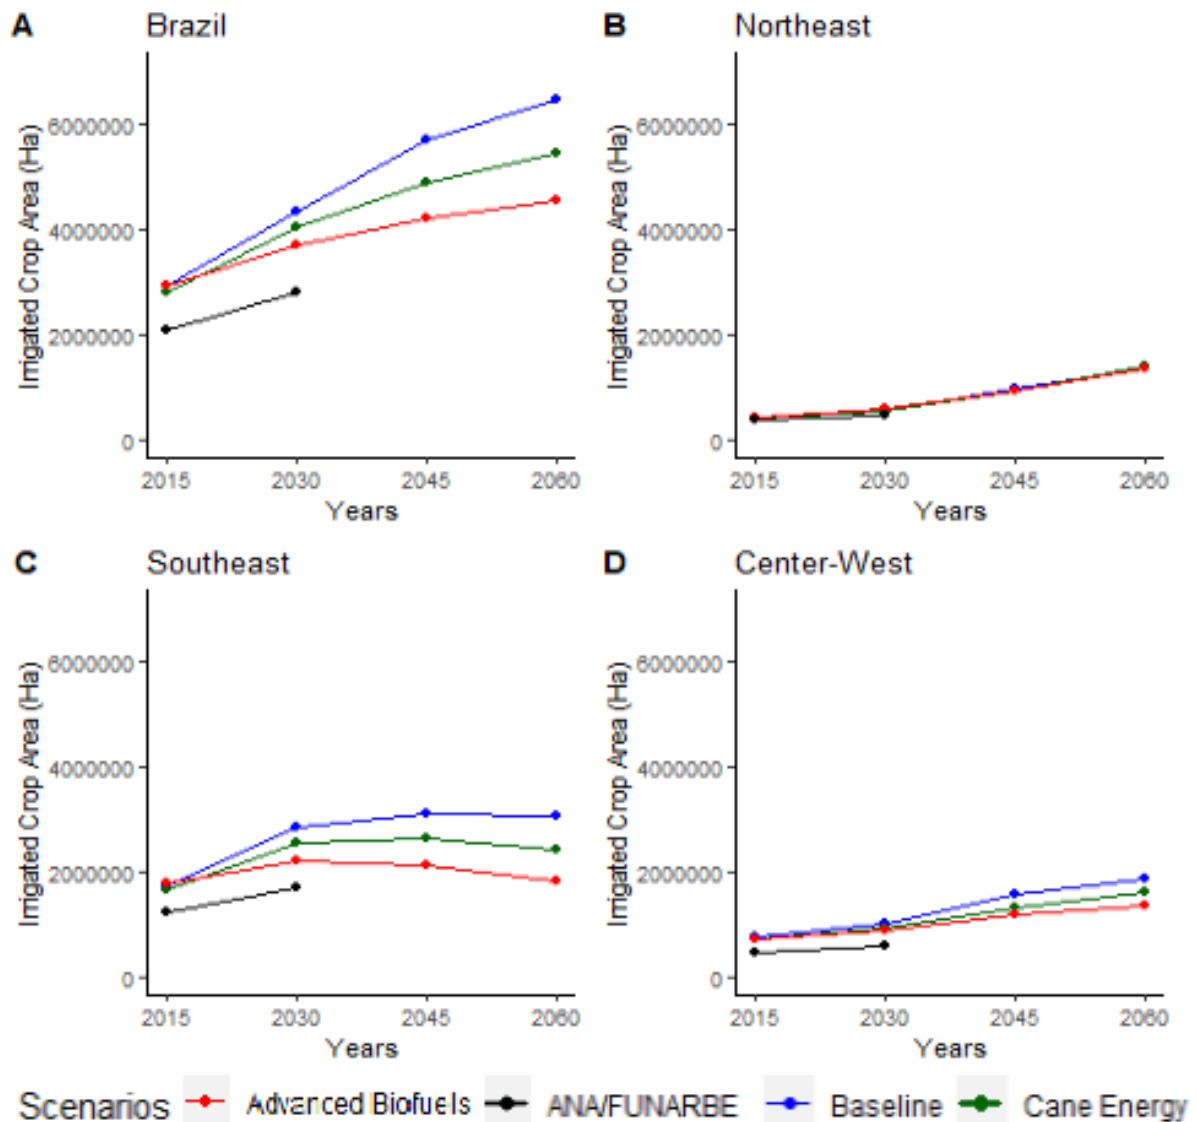 A Brazil
Irrigated Crop Area (Ha)
6000000
4000000
2000000
0
2015 2030 2045 2060
Years
B Northeast
Irrigated Crop Area (Ha)
6000000
4000000
2000000
0
2015 2030 2045 2060
Years
C Southeast
Irrigated Crop Area (Ha)
6000000
4000000
2000000
0
2015 2030 2045 2060
Years
D Center-West
Irrigated Crop Area (Ha)
6000000
4000000
2000000
0
2015 2030 2045 2060
Years
Scenarios Advanced Biofuels ANA/FUNARBE Baseline Cane Energy